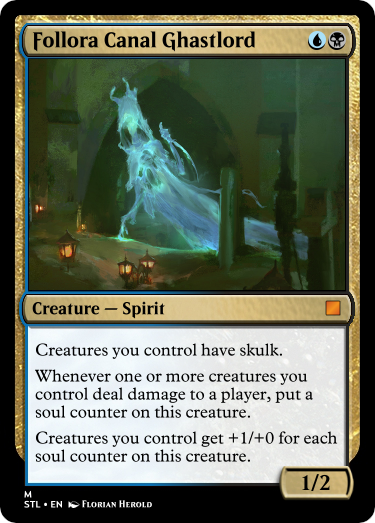 Follora Canal Ghastlord
Creature — Spirit
Creatures you control have skulk.
Whenever one or more creatures you
control deal damage to a player, put a
soul counter on this creature.
Creatures you control get +1/+0 for each
soul counter on this creature.
1/2
M
STL • EN Florian Herold